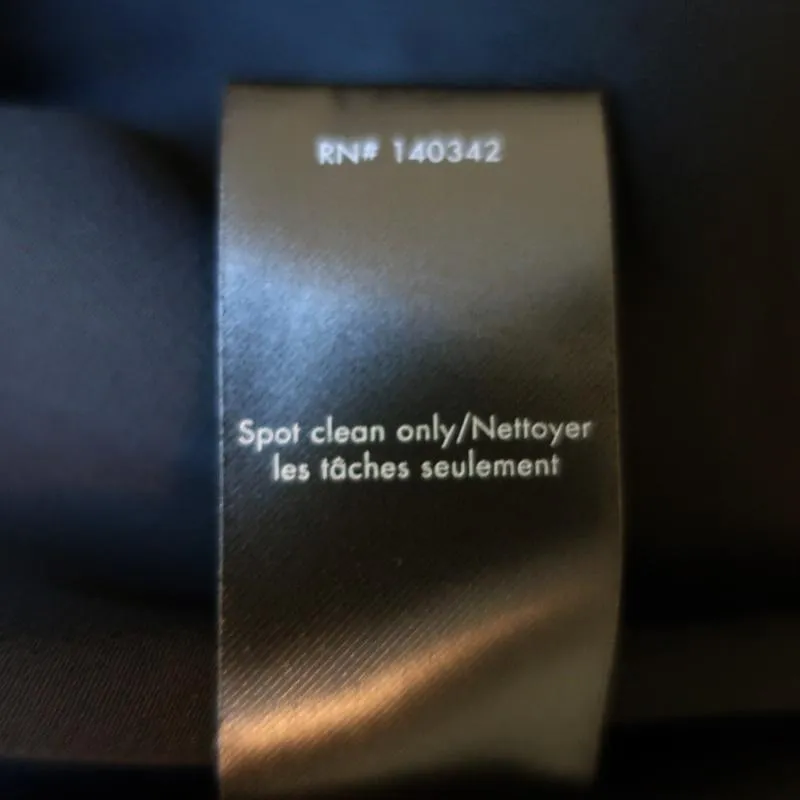 RN# 140342
Spot clean only/Nettoyer
les tâches seulement